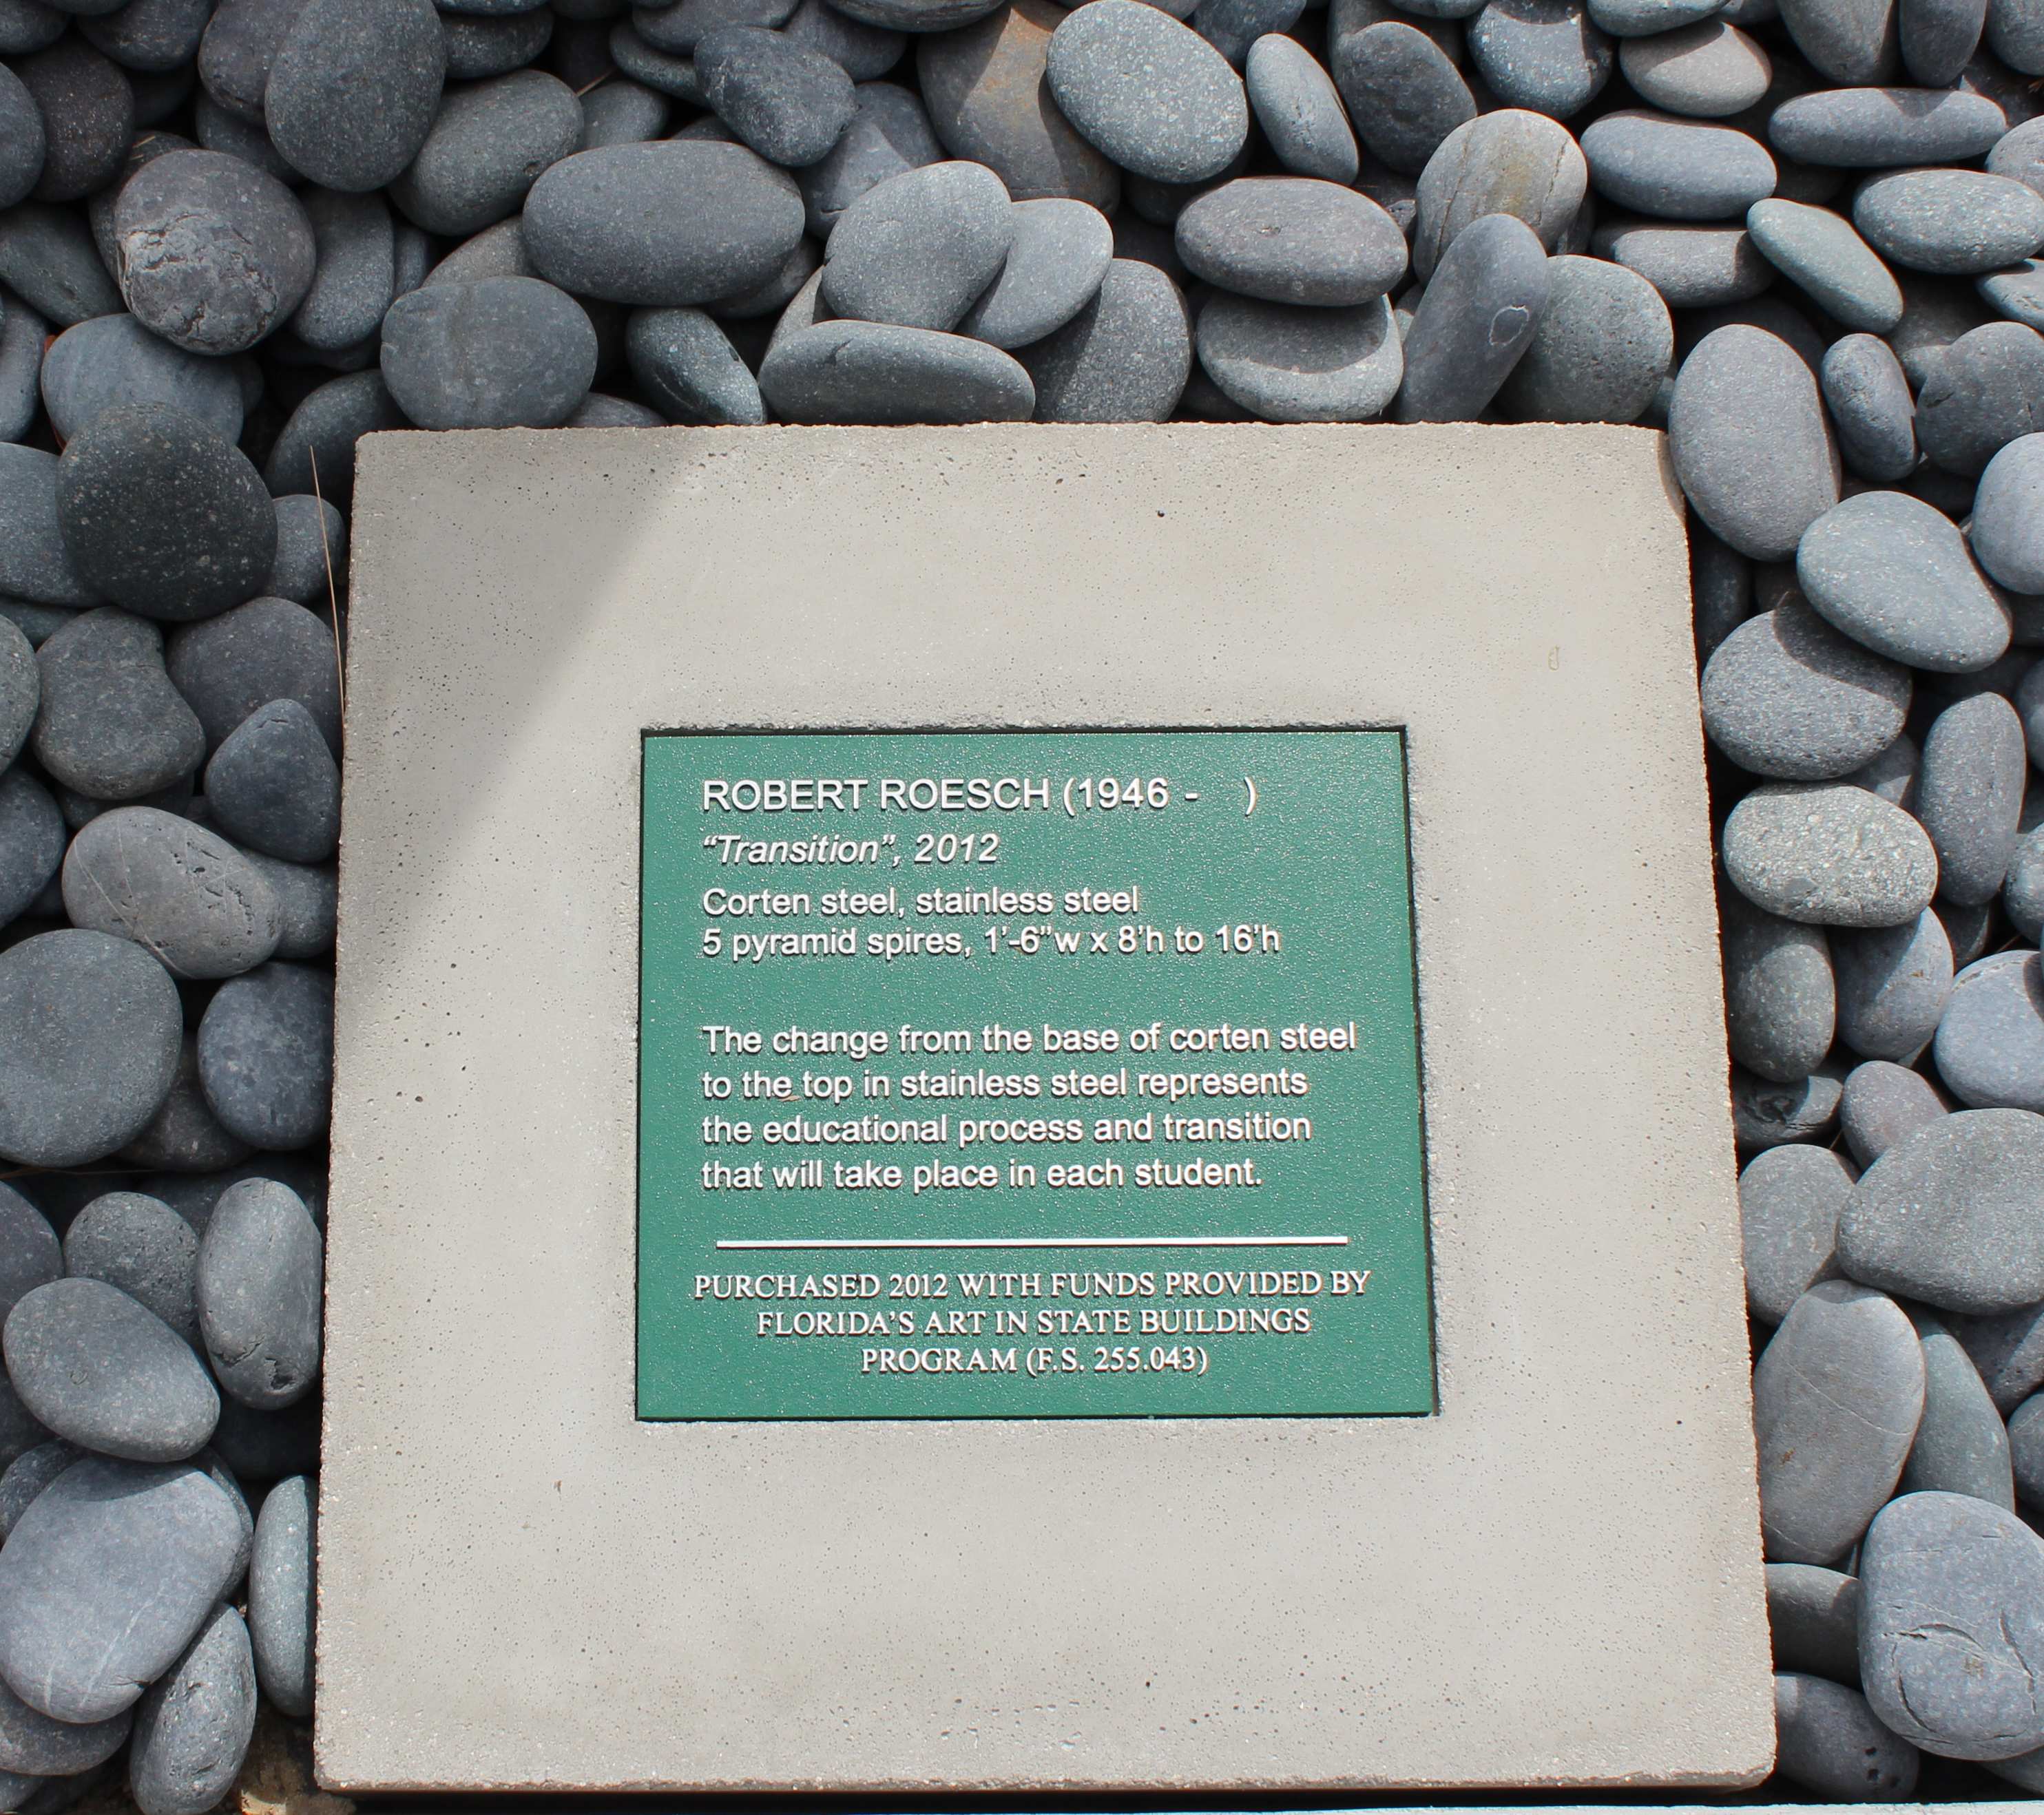 ROBERT ROESCH (1946 -    )
“Transition”, 2012
Corten steel, stainless steel
5 pyramid spires, 1'-6"w x 8'h to 16'h
The change from the base of corten steel
to the top in stainless steel represents
the educational process and transition
that will take place in each student.
PURCHASED 2012 WITH FUNDS PROVIDED BY
FLORIDA'S ART IN STATE BUILDINGS
PROGRAM (F.S. 255.043)